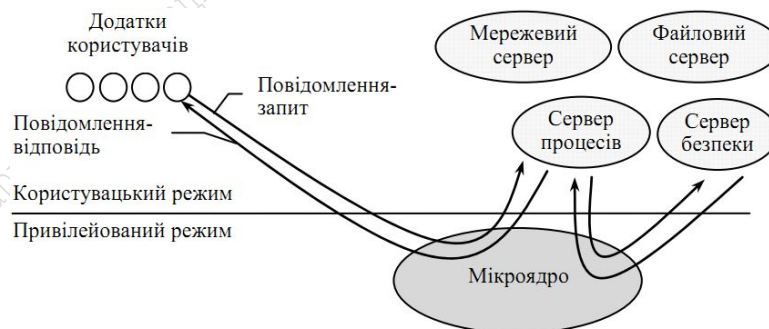 Додатки
користувачів
Повідомлення-
запит
Повідомлення-
відповідь
Мережевий
сервер
Файловий
сервер
Сервер
процесів
Сервер
безпеки
Користувацький режим
Привілейований режим
Мікроядро